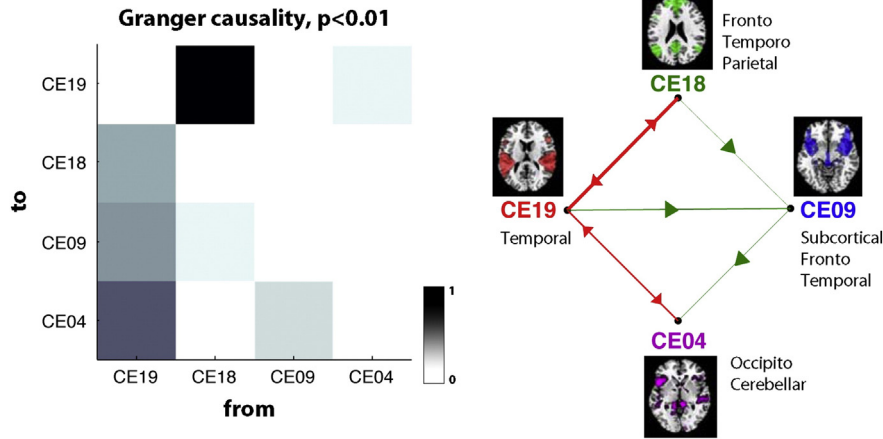 Granger causality, p<0.01
to
CE19
CE18
CE09
CE04
CE19 CE18 CE09 CE04
from
1
0
Fronto
Temporo
Parietal
CE18
CE19
Temporal
CE09
Subcortical
Fronto
Temporal
CE04
Occipito
Cerebellar